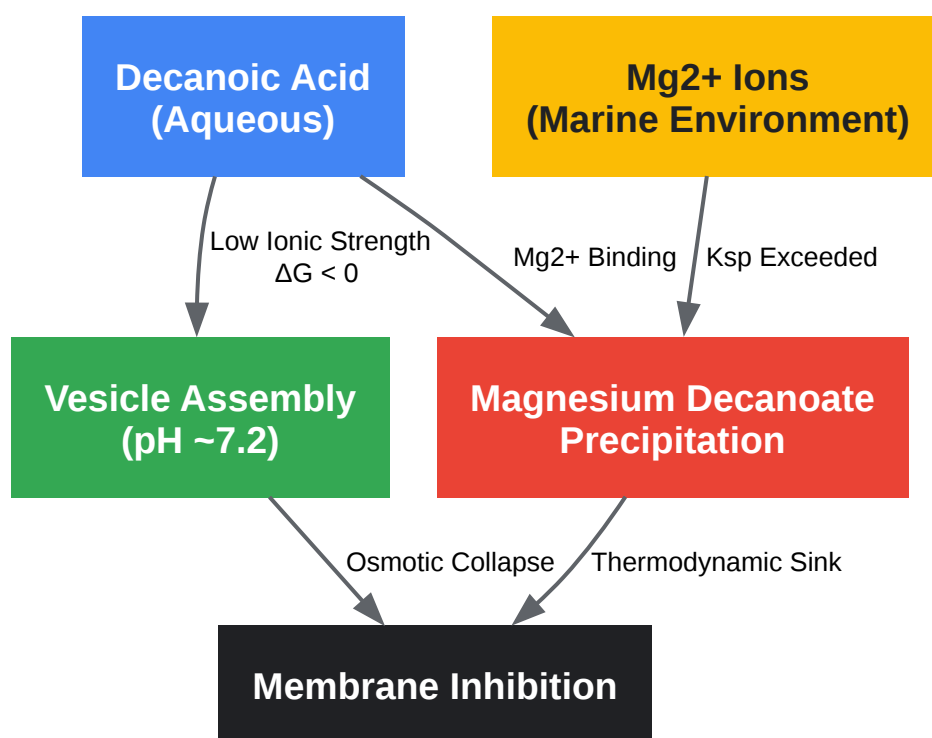 Decanoic Acid
(Aqueous)
Mg2+ Ions
(Marine Environment)
Low Ionic Strength
ΔG < 0
Mg2+ Binding
Ksp Exceeded
Vesicle Assembly
(pH ~7.2)
Magnesium Decanoate
Precipitation
Osmotic Collapse
Thermodynamic Sink
Membrane Inhibition